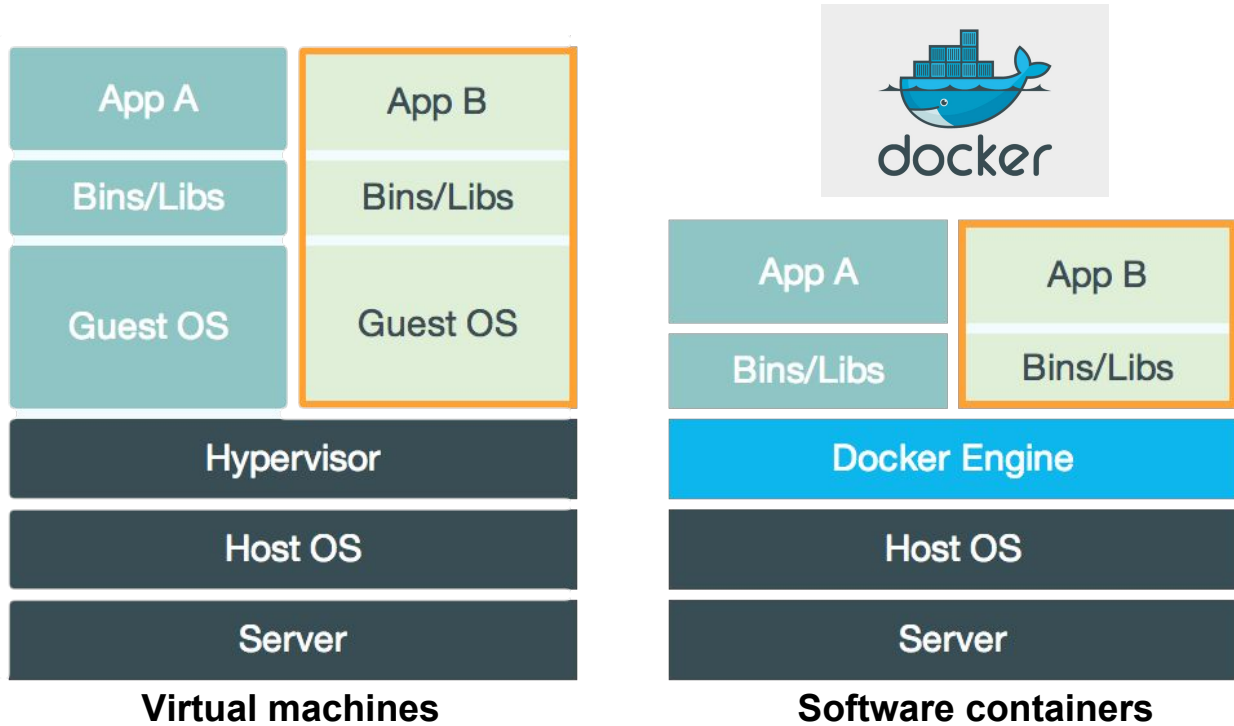 App A
App B
Bins/Libs
Bins/Libs
Guest OS
Guest OS
Hypervisor
Host OS
Server
Virtual machines
docker
App A
App B
Bins/Libs
Bins/Libs
Docker Engine
Host OS
Server
Software containers